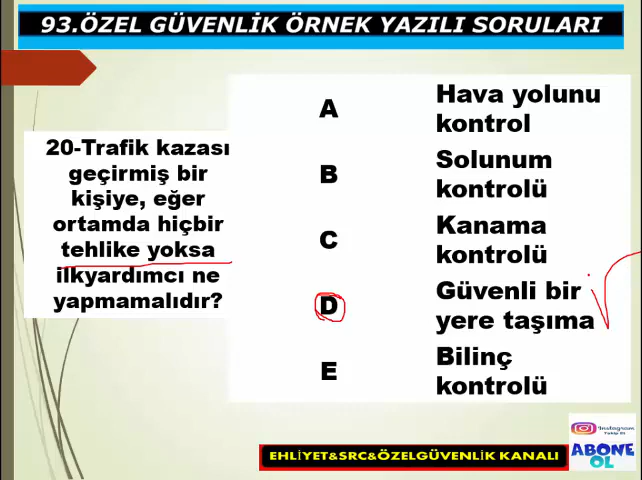 93.ÖZEL GÜVENLİK ÖRNEK YAZILI SORULARI
20-Trafik kazası
geçirmiş bir
kişiye, eğer
ortamda hiçbir
tehlike yoksa
ilkyardımcı ne
yapmamalıdır?
A
Hava yolunu
kontrol
B
Solunum
kontrolü
C
Kanama
kontrolü
D
Güvenli bir
yere taşıma
E
Bilinç
kontrolü
EHLİYET&SRC&ÖZELGÜVENLİK KANALI
Instagram
Takip Et
ABONE
OL